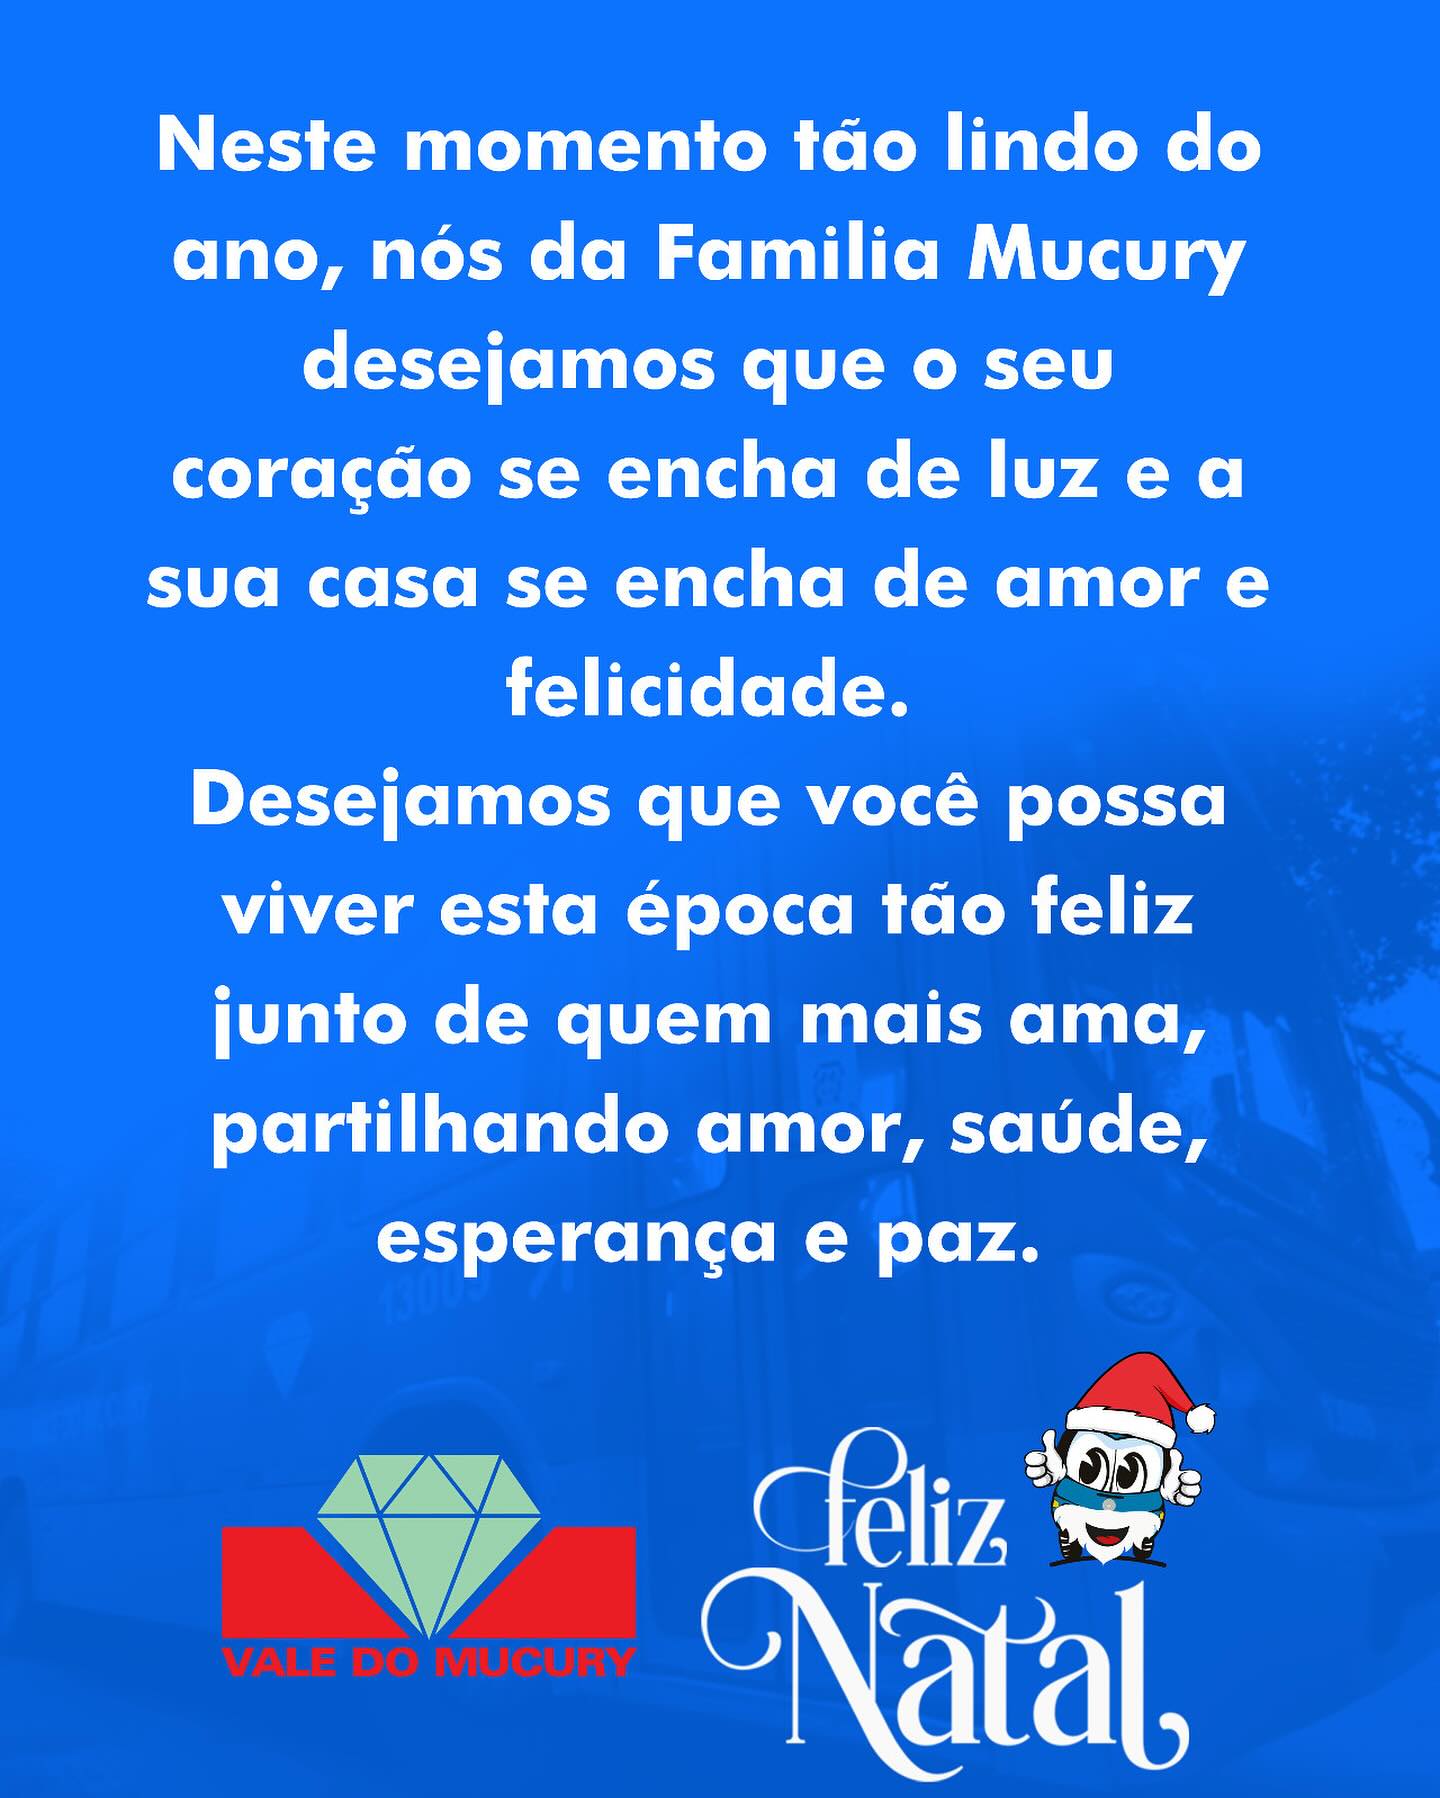 Neste momento tão lindo do
ano, nós da Familia Mucury
desejamos que o seu
coração se encha de luz e a
sua casa se encha de amor e
felicidade.
Desejamos que você possa
viver esta época tão feliz
junto de quem mais ama,
partilhando amor, saúde,
esperança e paz.
VALE DO MUCURY
feliz
Natal